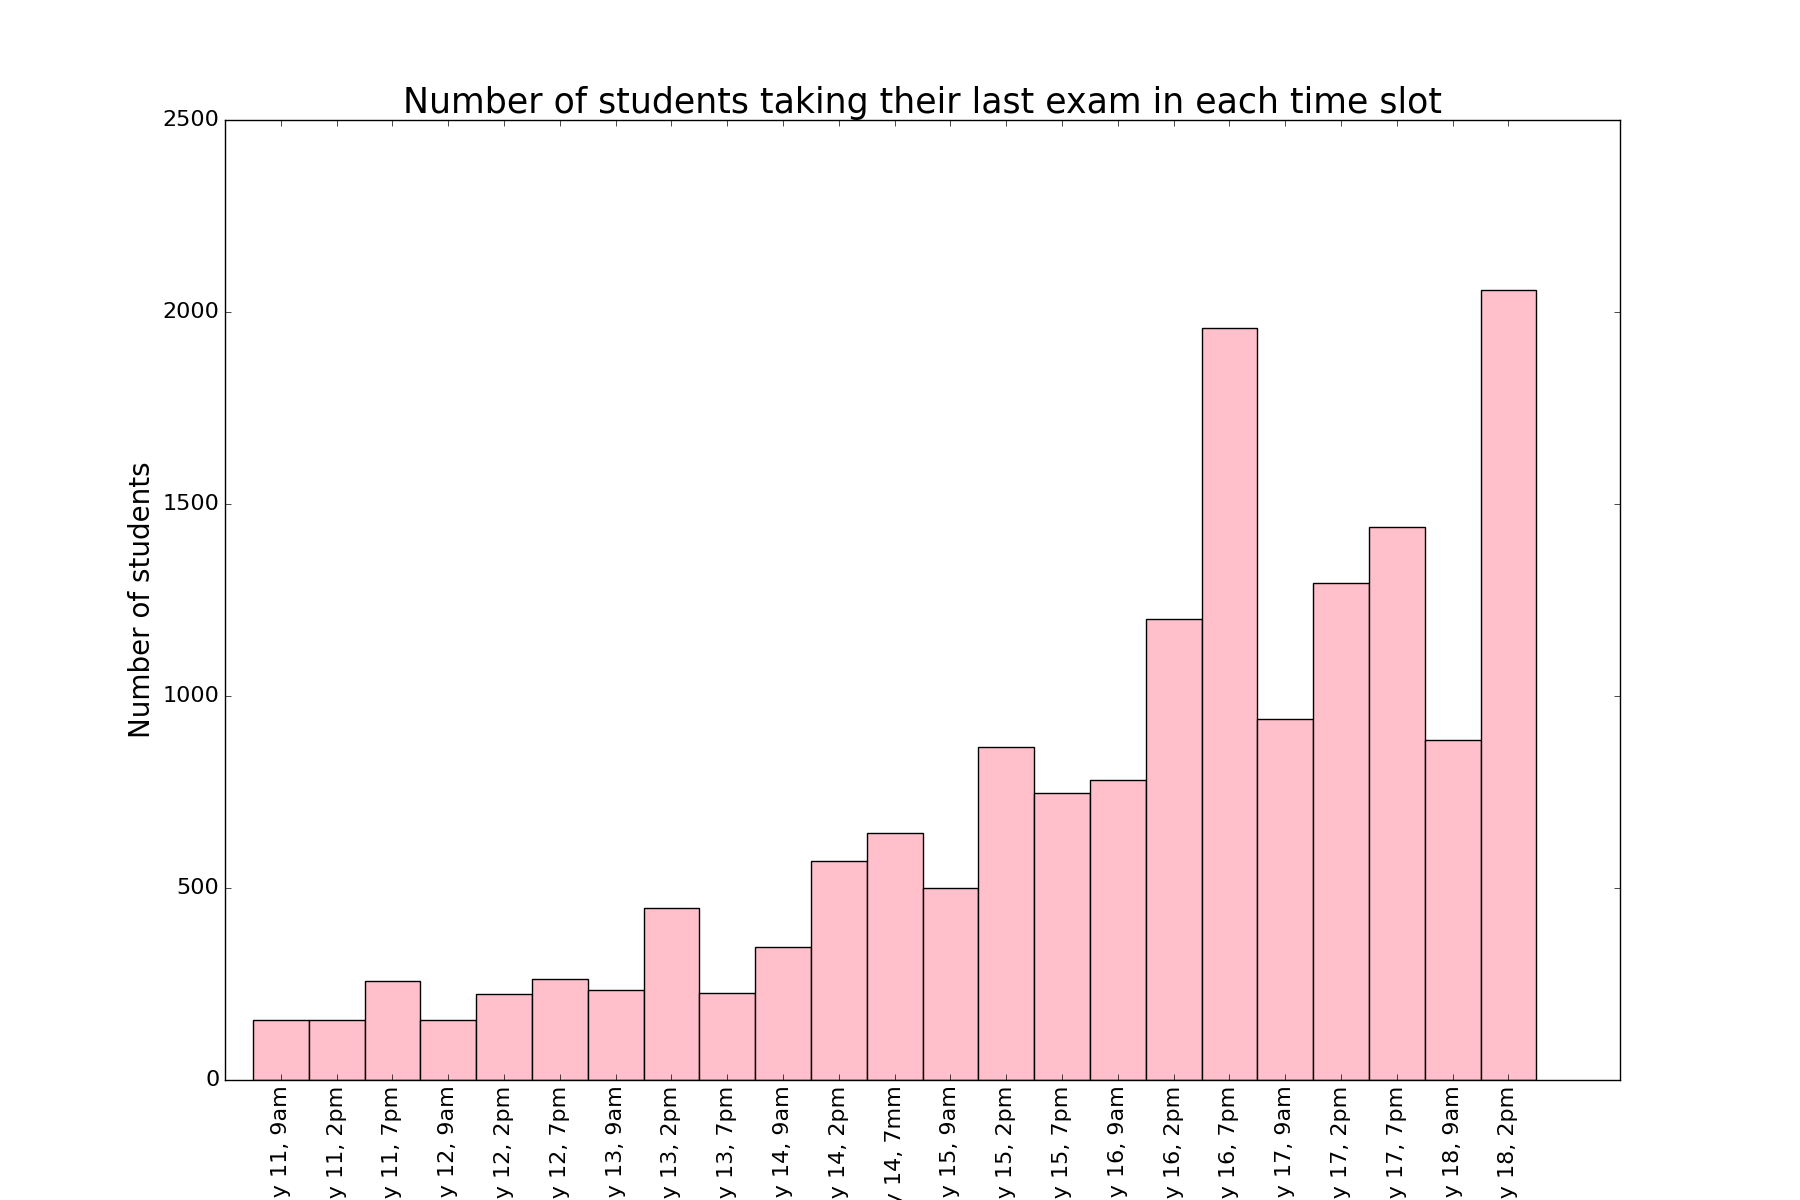 Number of students taking their last exam in each time slot
Number of students
2500
2000
1500
1000
500
0
y 11, 9am
y 11, 2pm
y 11, 7pm
y 12, 9am
y 12, 2pm
y 12, 7pm
y 13, 9am
y 13, 2pm
y 13, 7pm
y 14, 9am
y 14, 2pm
y 14, 7mm
y 15, 9am
y 15, 2pm
y 15, 7pm
y 16, 9am
y 16, 2pm
y 16, 7pm
y 17, 9am
y 17, 2pm
y 17, 7pm
y 18, 9am
y 18, 2pm